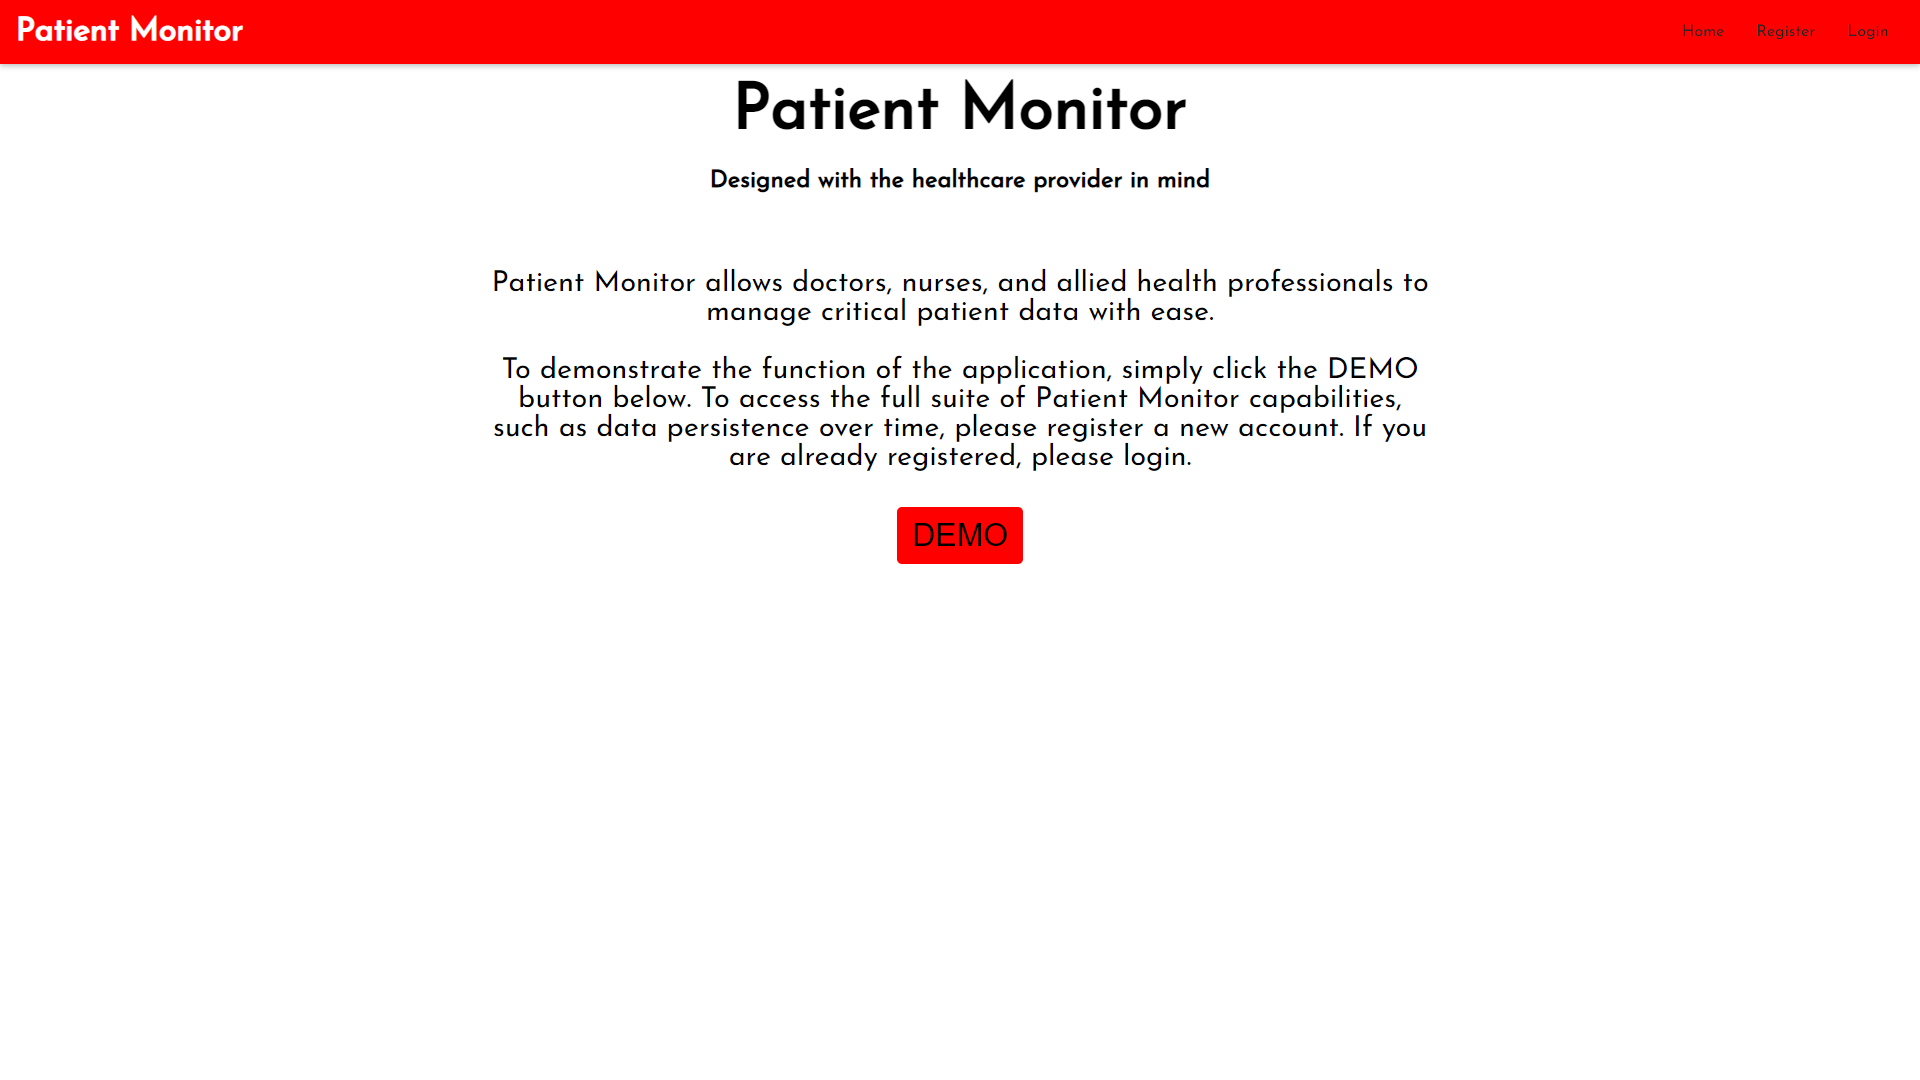 Patient Monitor
Home
Register
Login
Patient Monitor
Designed with the healthcare provider in mind
Patient Monitor allows doctors, nurses, and allied health professionals to
manage critical patient data with ease.
To demonstrate the function of the application, simply click the DEMO
button below. To access the full suite of Patient Monitor capabilities,
such as data persistence over time, please register a new account. If you
are already registered, please login.
DEMO